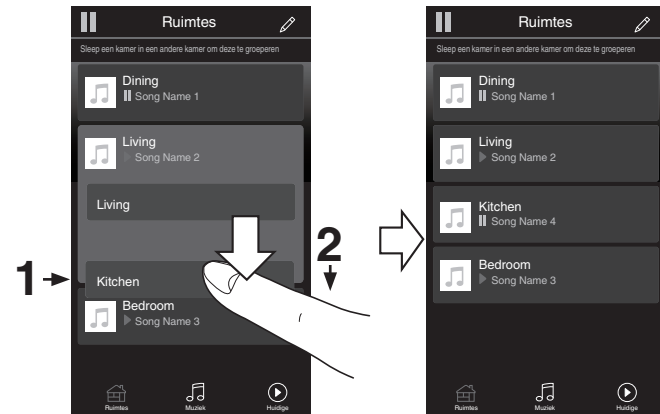 Ruimtes
Sleep een kamer in een andere kamer om deze te groeperen
Dining
Song Name 1
Living
Song Name 2
Living
Kitchen
Bedroom
Song Name 3
Ruimtes
Muziek
Huidige
1
2
Ruimtes
Sleep een kamer in een andere kamer om deze te groeperen
Dining
Song Name 1
Living
Song Name 2
Kitchen
Song Name 4
Bedroom
Song Name 3
Ruimtes
Muziek
Huidige